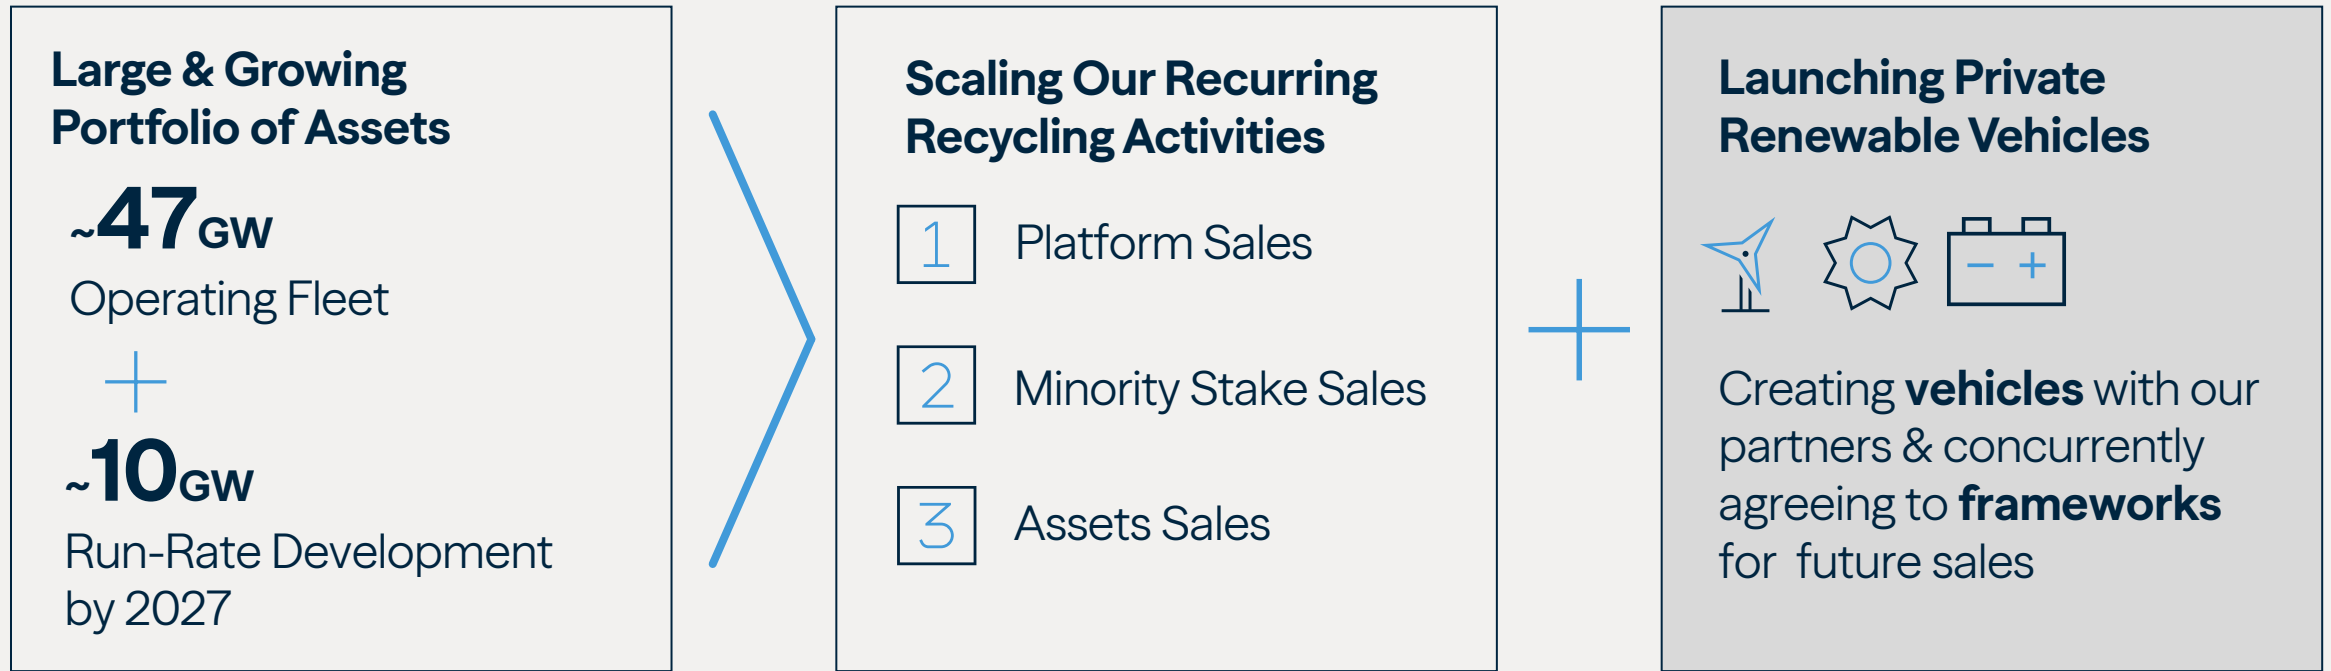 Large & Growing
Portfolio of Assets
~47GW
Operating Fleet
+
~10GW
Run-Rate Development
by 2027
Scaling Our Recurring
Recycling Activities
1 Platform Sales
2 Minority Stake Sales
3 Assets Sales
+
Launching Private
Renewable Vehicles
− +
Creating vehicles with our
partners & concurrently
agreeing to frameworks
for future sales